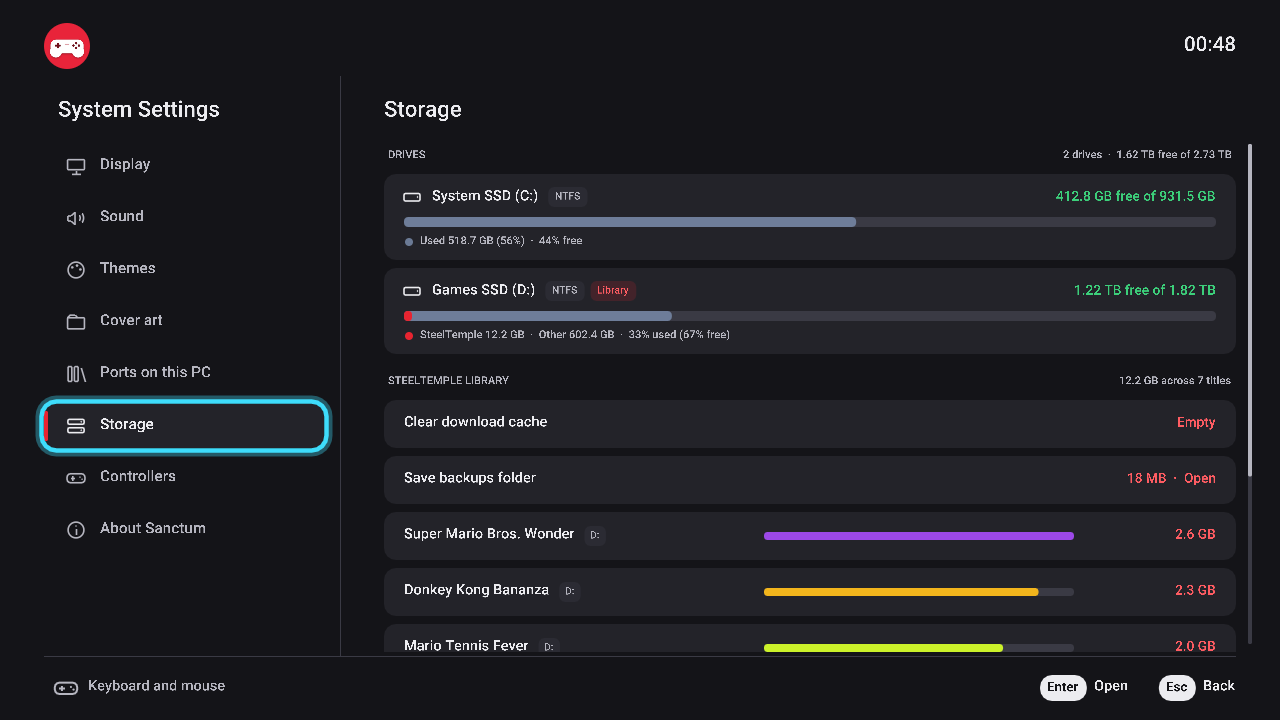 00:48
System Settings
Display
Sound
Themes
Cover art
Ports on this PC
Storage
Controllers
About Sanctum
Storage
DRIVES
2 drives · 1.62 TB free of 2.73 TB
System SSD (C:) NTFS
412.8 GB free of 931.5 GB
Used 518.7 GB (56%) · 44% free
Games SSD (D:) NTFS Library
1.22 TB free of 1.82 TB
SteelTemple 12.2 GB · Other 602.4 GB · 33% used (67% free)
STEELTEMPLE LIBRARY
12.2 GB across 7 titles
Clear download cache
Empty
Save backups folder
18 MB · Open
Super Mario Bros. Wonder D:
2.6 GB
Donkey Kong Bananza D:
2.3 GB
Mario Tennis Fever D:
2.0 GB
Keyboard and mouse
Enter Open
Esc Back